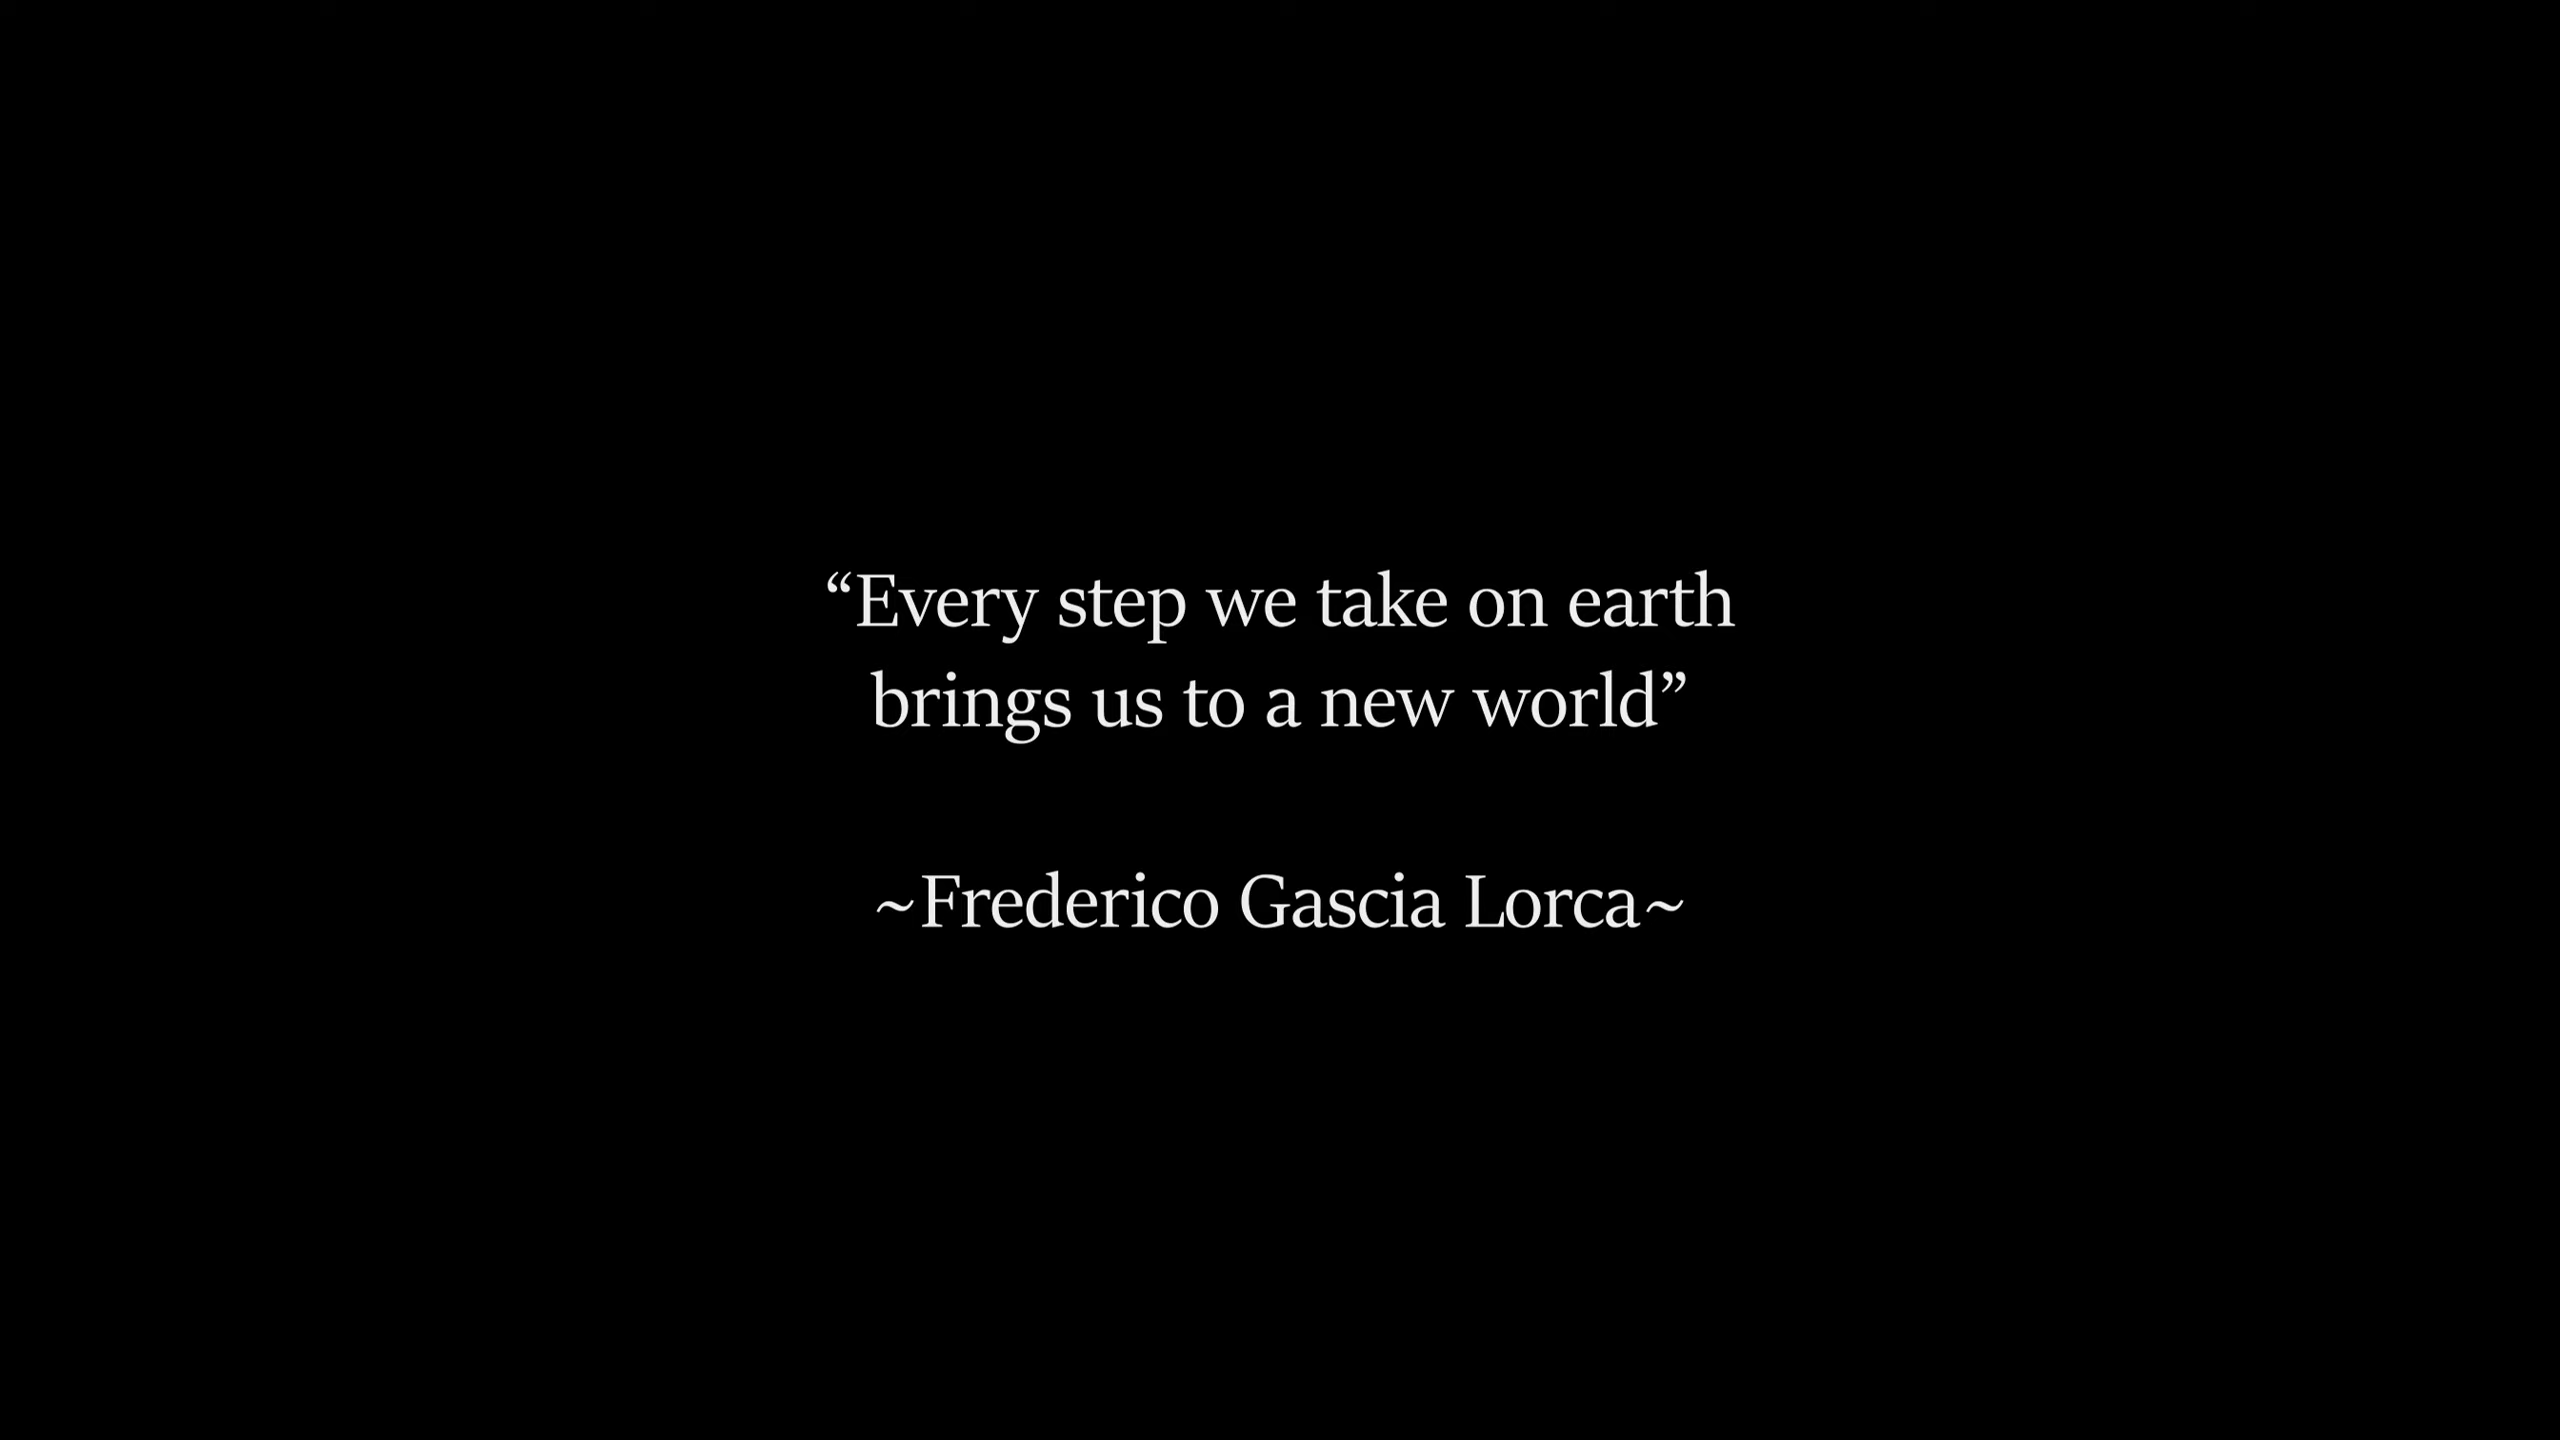 “Every step we take on earth
brings us to a new world”
~Frederico Gascia Lorca~